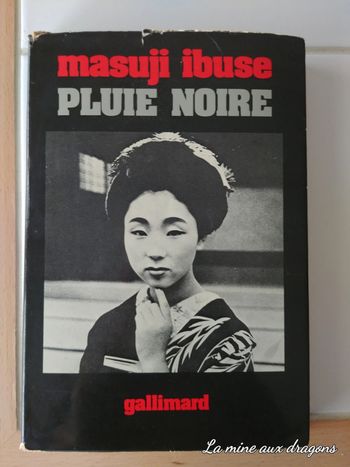 masuji ibuse
PLUIE NOIRE
gallimard
La mine aux dragons